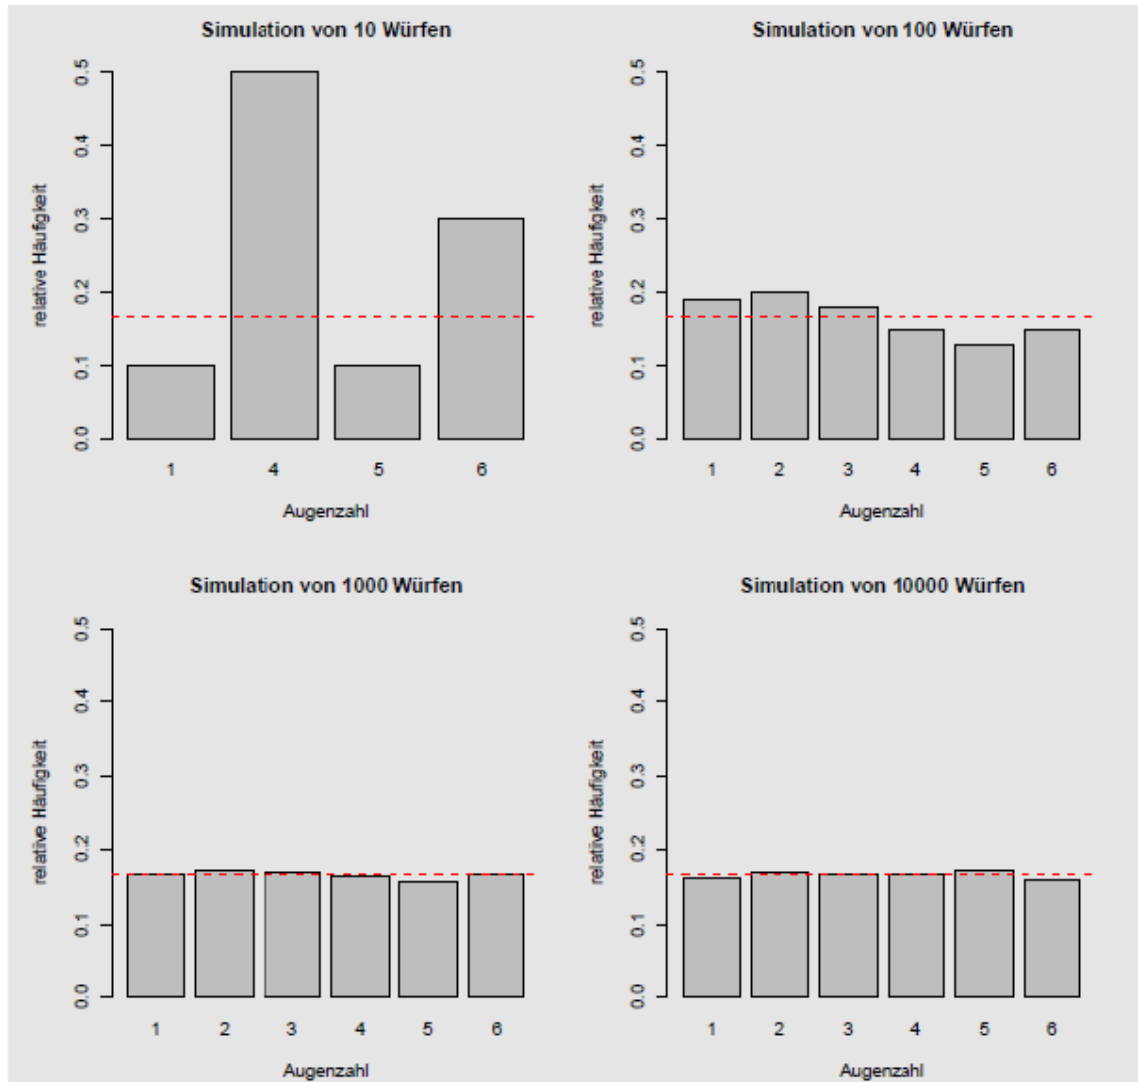 Simulation von 10 Würfen
relative Häufigkeit
0.5
0.4
0.3
0.2
0.1
0.0
1 4 5 6
Augenzahl
Simulation von 100 Würfen
relative Häufigkeit
0.5
0.4
0.3
0.2
0.1
0.0
1 2 3 4 5 6
Augenzahl
Simulation von 1000 Würfen
relative Häufigkeit
0.5
0.4
0.3
0.2
0.1
0.0
1 2 3 4 5 6
Augenzahl
Simulation von 10000 Würfen
relative Häufigkeit
0.5
0.4
0.3
0.2
0.1
0.0
1 2 3 4 5 6
Augenzahl